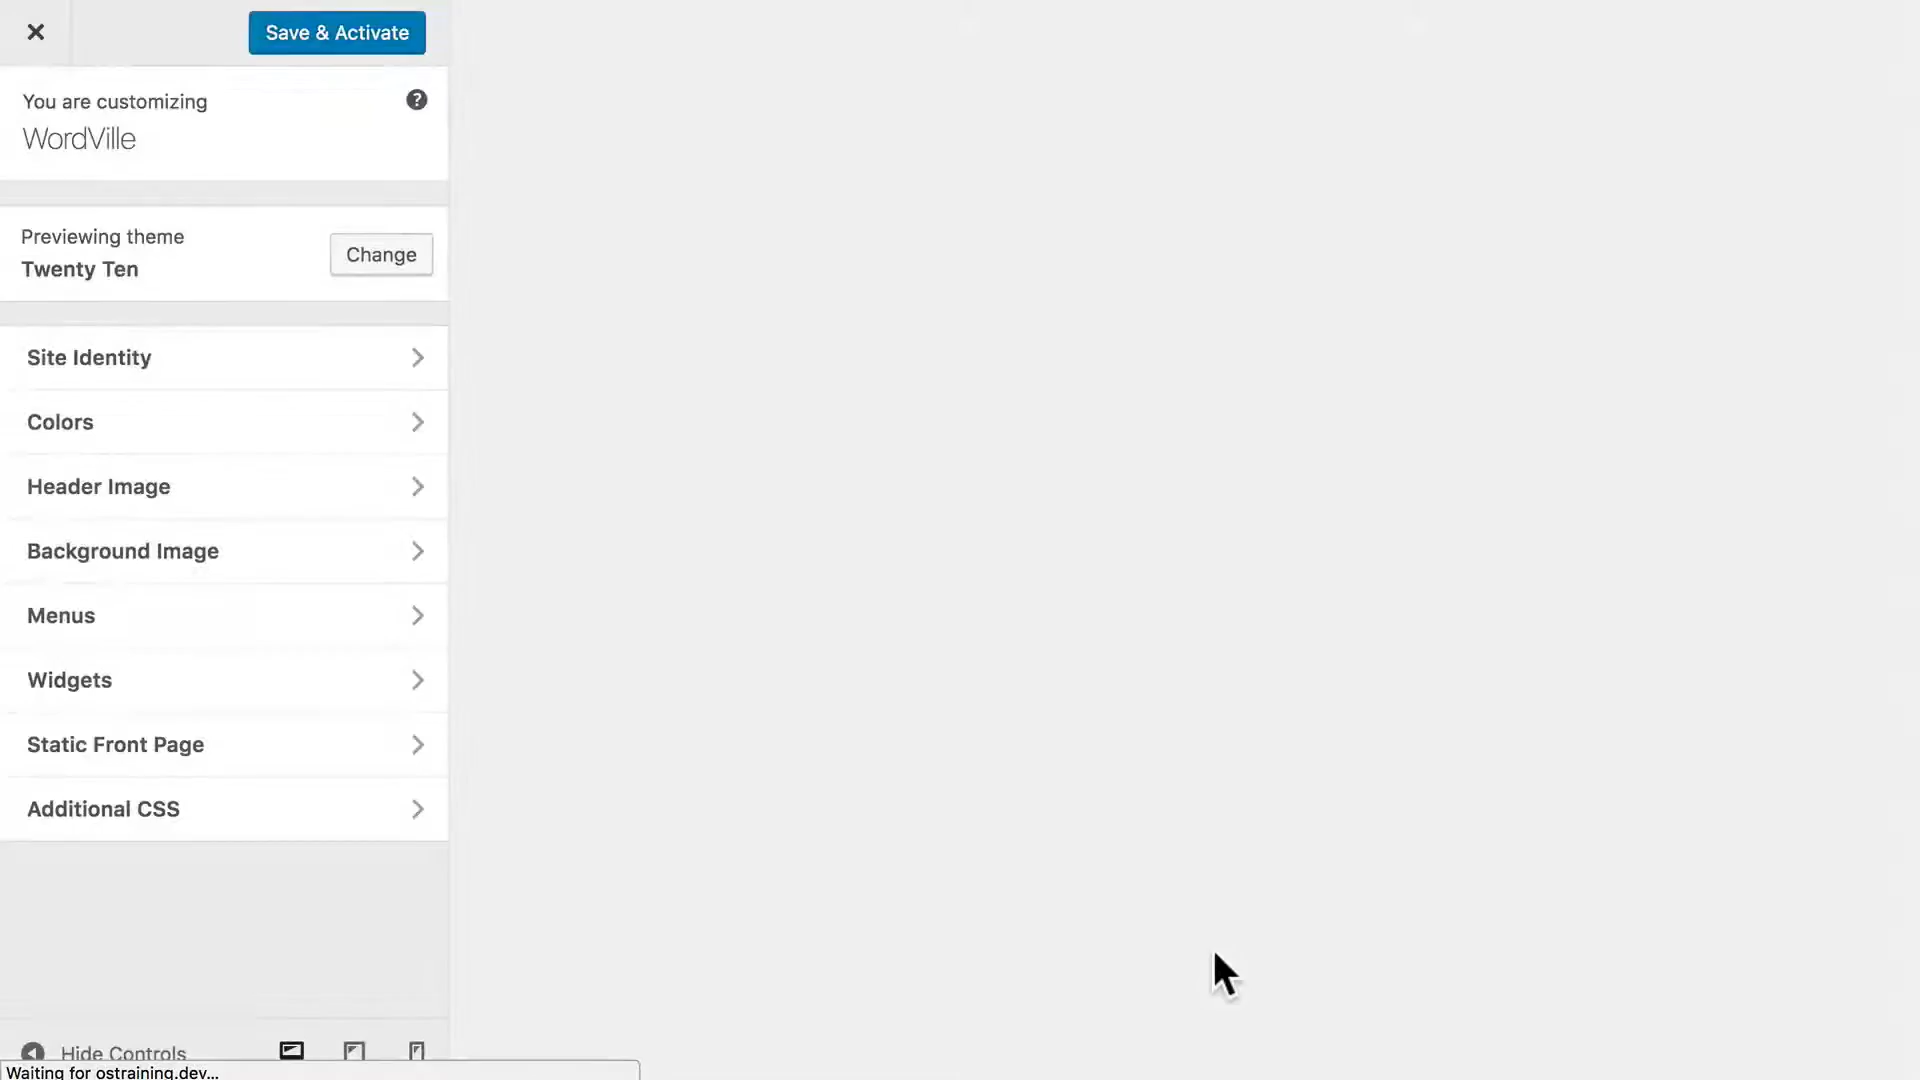 Save & Activate
You are customizing
WordVille
Previewing theme
Twenty Ten
Change
Site Identity
Colors
Header Image
Background Image
Menus
Widgets
Static Front Page
Additional CSS
Hide Controls
Waiting for ostraining.dev...